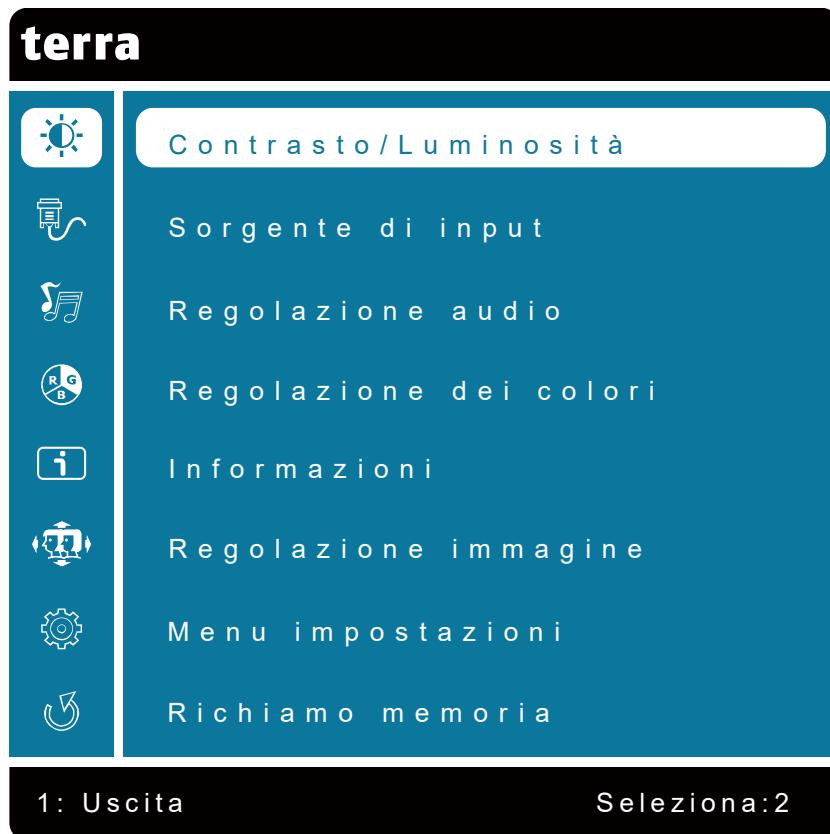 terra
Contrasto/Luminosità
Sorgente di input
Regolazione audio
R G
B
Regolazione dei colori
i
Informazioni
Regolazione immagine
Menu impostazioni
Richiamo memoria
1: Uscita
Seleziona:2